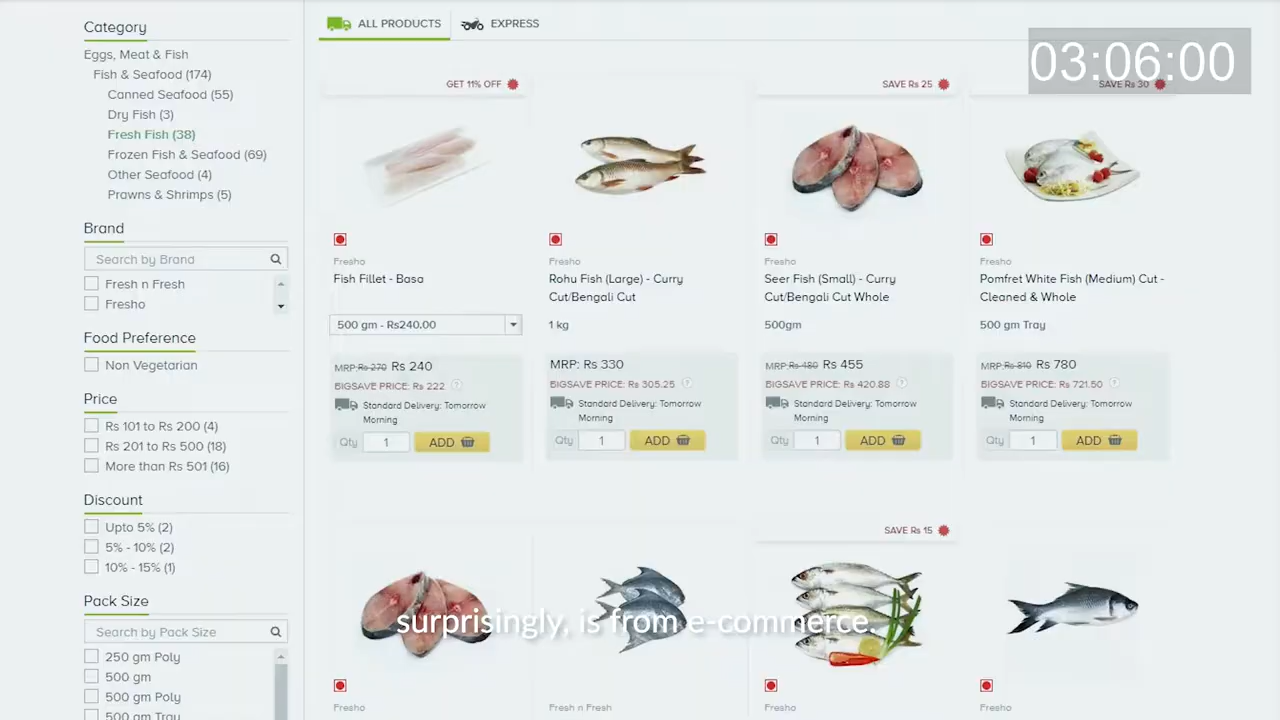 Category
Eggs, Meat & Fish
Fish & Seafood (174)
Canned Seafood (55)
Dry Fish (3)
Fresh Fish (38)
Frozen Fish & Seafood (69)
Other Seafood (4)
Prawns & Shrimps (5)
Brand
Search by Brand
Fresh n Fresh
Fresho
Food Preference
Non Vegetarian
Price
Rs 101 to Rs 200 (4)
Rs 201 to Rs 500 (18)
More than Rs 501 (16)
Discount
Upto 5% (2)
5% - 10% (2)
10% - 15% (1)
Pack Size
Search by Pack Size
250 gm Poly
500 gm
500 gm Poly
500 gm Tray
ALL PRODUCTS
EXPRESS
03:06:00
GET 11% OFF
Fresho
Fish Fillet - Basa
500 gm - Rs240.00
MRP: Rs 270 Rs 240
BIGSAVE PRICE: Rs 222 ?
Standard Delivery: Tomorrow
Morning
Qty 1 ADD
Fresho
Rohu Fish (Large) - Curry
Cut/Bengali Cut
1 kg
MRP: Rs 330
BIGSAVE PRICE: Rs 305.25 ?
Standard Delivery: Tomorrow
Morning
Qty 1 ADD
SAVE Rs 25
Fresho
Seer Fish (Small) - Curry
Cut/Bengali Cut Whole
500gm
MRP: Rs 480 Rs 455
BIGSAVE PRICE: Rs 420.88 ?
Standard Delivery: Tomorrow
Morning
Qty 1 ADD
SAVE Rs 30
Fresho
Pomfret White Fish (Medium) Cut -
Cleaned & Whole
500 gm Tray
MRP: Rs 810 Rs 780
BIGSAVE PRICE: Rs 721.50 ?
Standard Delivery: Tomorrow
Morning
Qty 1 ADD
SAVE Rs 15
surprisingly, is from e-commerce.
Fresho
Fresh n Fresh
Fresho
Fresho